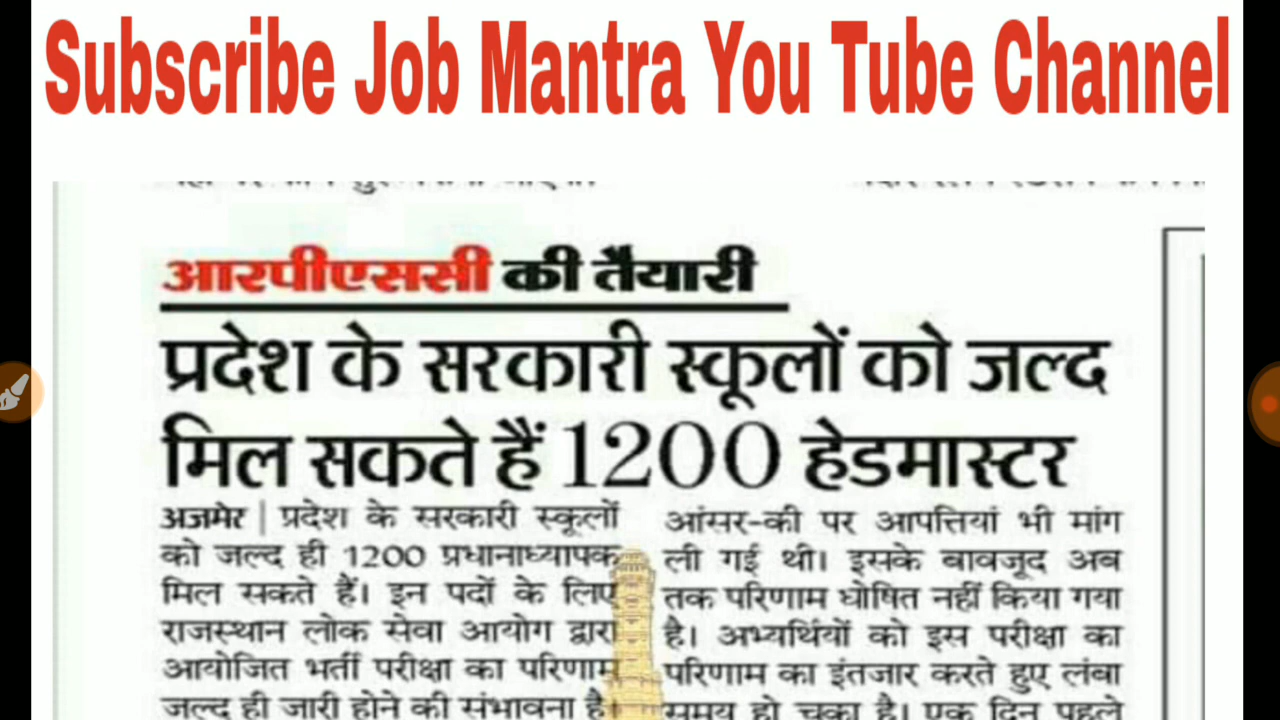 Subscribe Job Mantra You Tube Channel
आरपीएससी की तैयारी
प्रदेश के सरकारी स्कूलों को जल्द
मिल सकते हैं 1200 हेडमास्टर
अजमेर | प्रदेश के सरकारी स्कूलों
को जल्द ही 1200 प्रधानाध्यापक
मिल सकते हैं। इन पदों के लिए
राजस्थान लोक सेवा आयोग द्वारा
आयोजित भर्ती परीक्षा का परिणाम
जल्द ही जारी होने की संभावना है।
आंसर-की पर आपत्तियां भी मांग
ली गई थी। इसके बावजूद अब
तक परिणाम घोषित नहीं किया गया
है। अभ्यर्थियों को इस परीक्षा का
परिणाम का इंतजार करते हुए लंबा
समय हो चुका है। एक दिन पहले